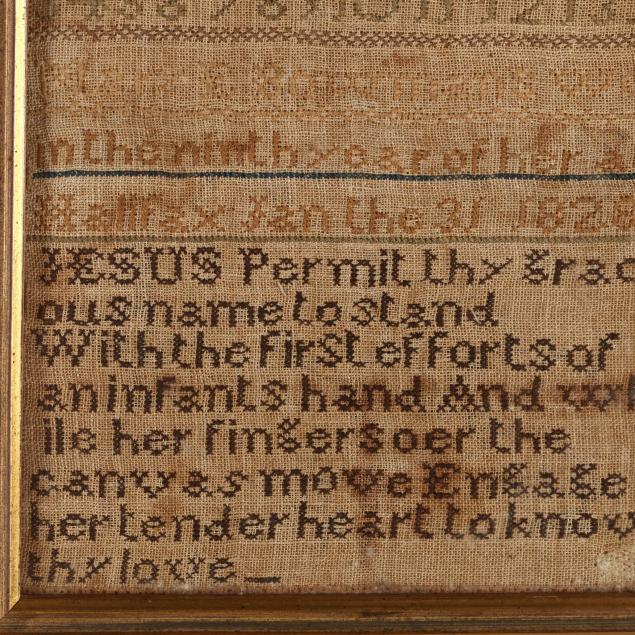 in the ninth year of her a
Halifax Jan the 31 182
JESUS Permit thy grac
ous name to stand
With the first efforts of
an infants hand And wh
ile her fingers oer the
canvas move Engage
her tender heart to know
thy love